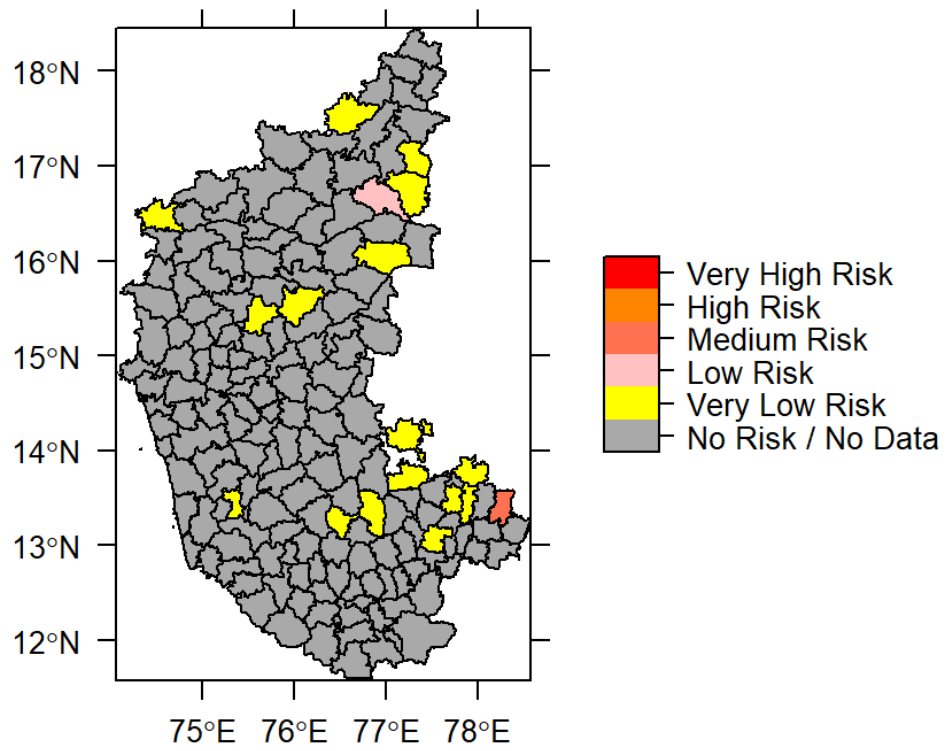 18°N
17°N
16°N
15°N
14°N
13°N
12°N
75°E 76°E 77°E 78°E
Very High Risk
High Risk
Medium Risk
Low Risk
Very Low Risk
No Risk / No Data